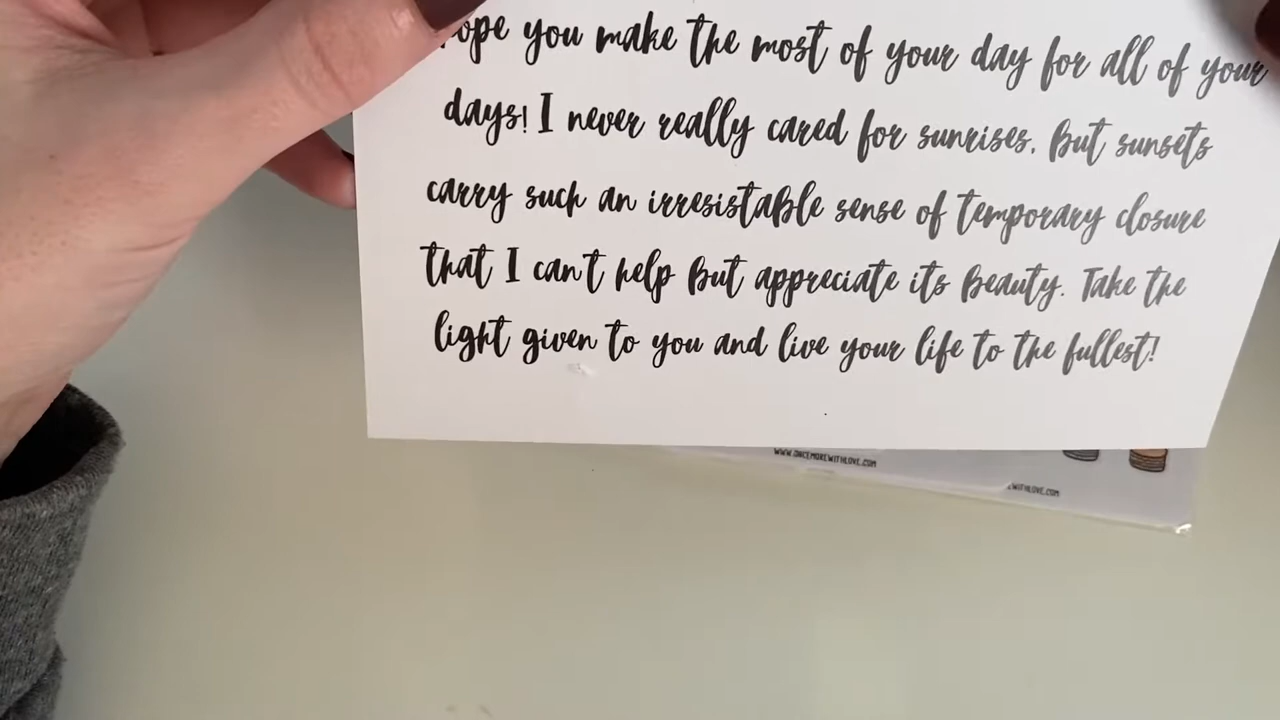 ope you make the most of your day for all of your
days! I never really cared for sunrises, but sunsets
carry such an irresistable sense of temporary closure
that I can't help but appreciate its beauty. Take the
light given to you and live your life to the fullest!
WWW.ONCEMOREWITHLOVE.COM
WITHLOVE.COM